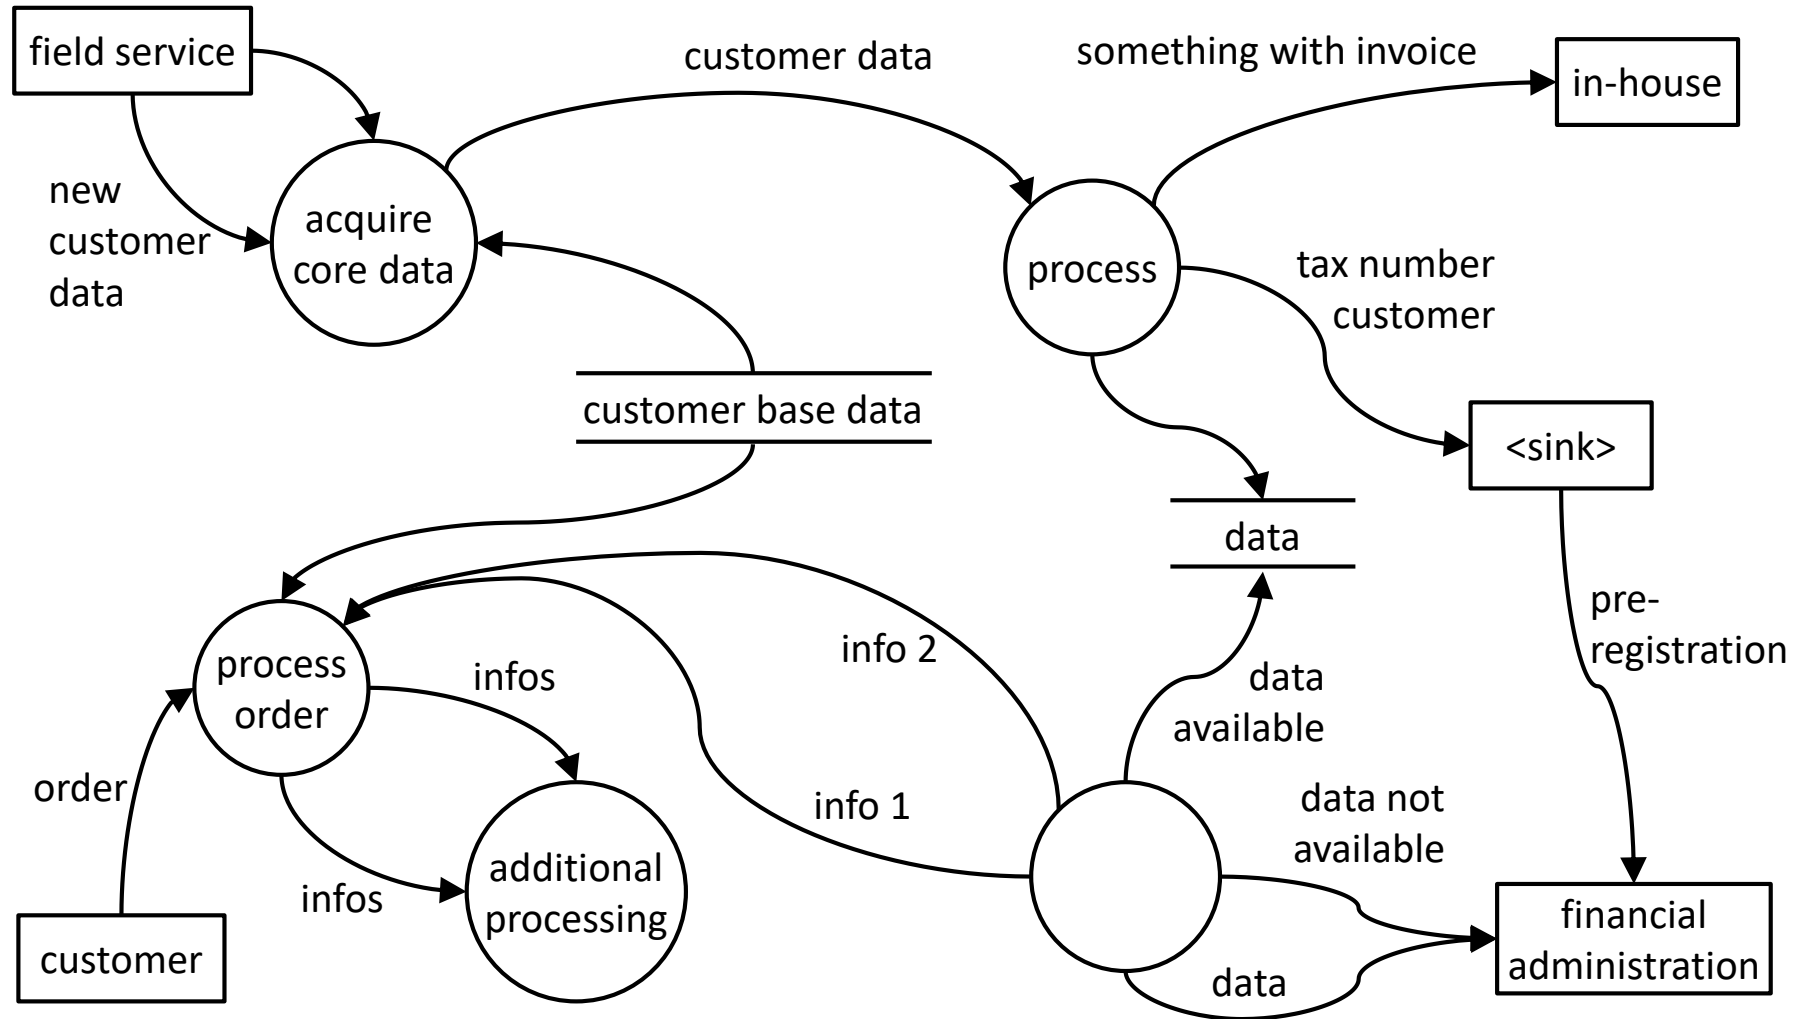 field service
customer data
something with invoice
in-house
new
customer
data
acquire
core data
process
tax number
customer
customer base data
<sink>
data
pre-
registration
process
order
infos
info 2
data
available
order
info 1
data not
available
infos
additional
processing
customer
data
financial
administration